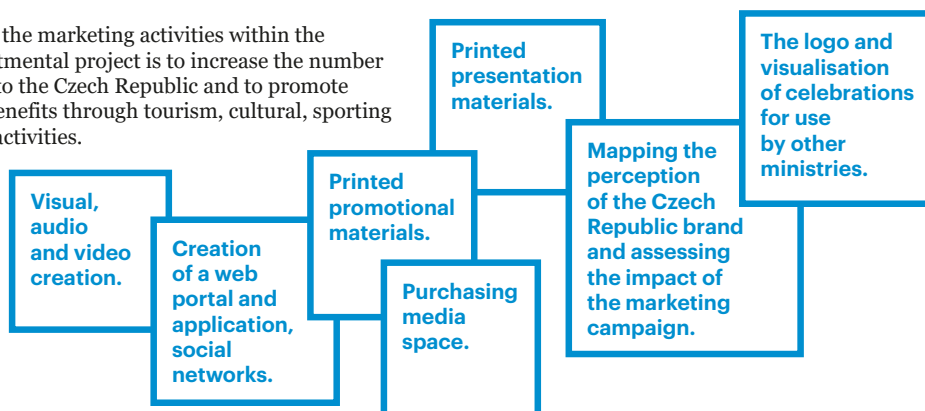 the marketing activities within the
tmental project is to increase the number
to the Czech Republic and to promote
enefits through tourism, cultural, sporting
activities.
Visual,
audio
and video
creation.
Creation
of a web
portal and
application,
social
networks.
Printed
promotional
materials.
Printed
presentation
materials.
Purchasing
media
space.
Mapping the
perception
of the Czech
Republic brand
and assessing
the impact of
the marketing
campaign.
The logo and
visualisation
of celebrations
for use
by other
ministries.